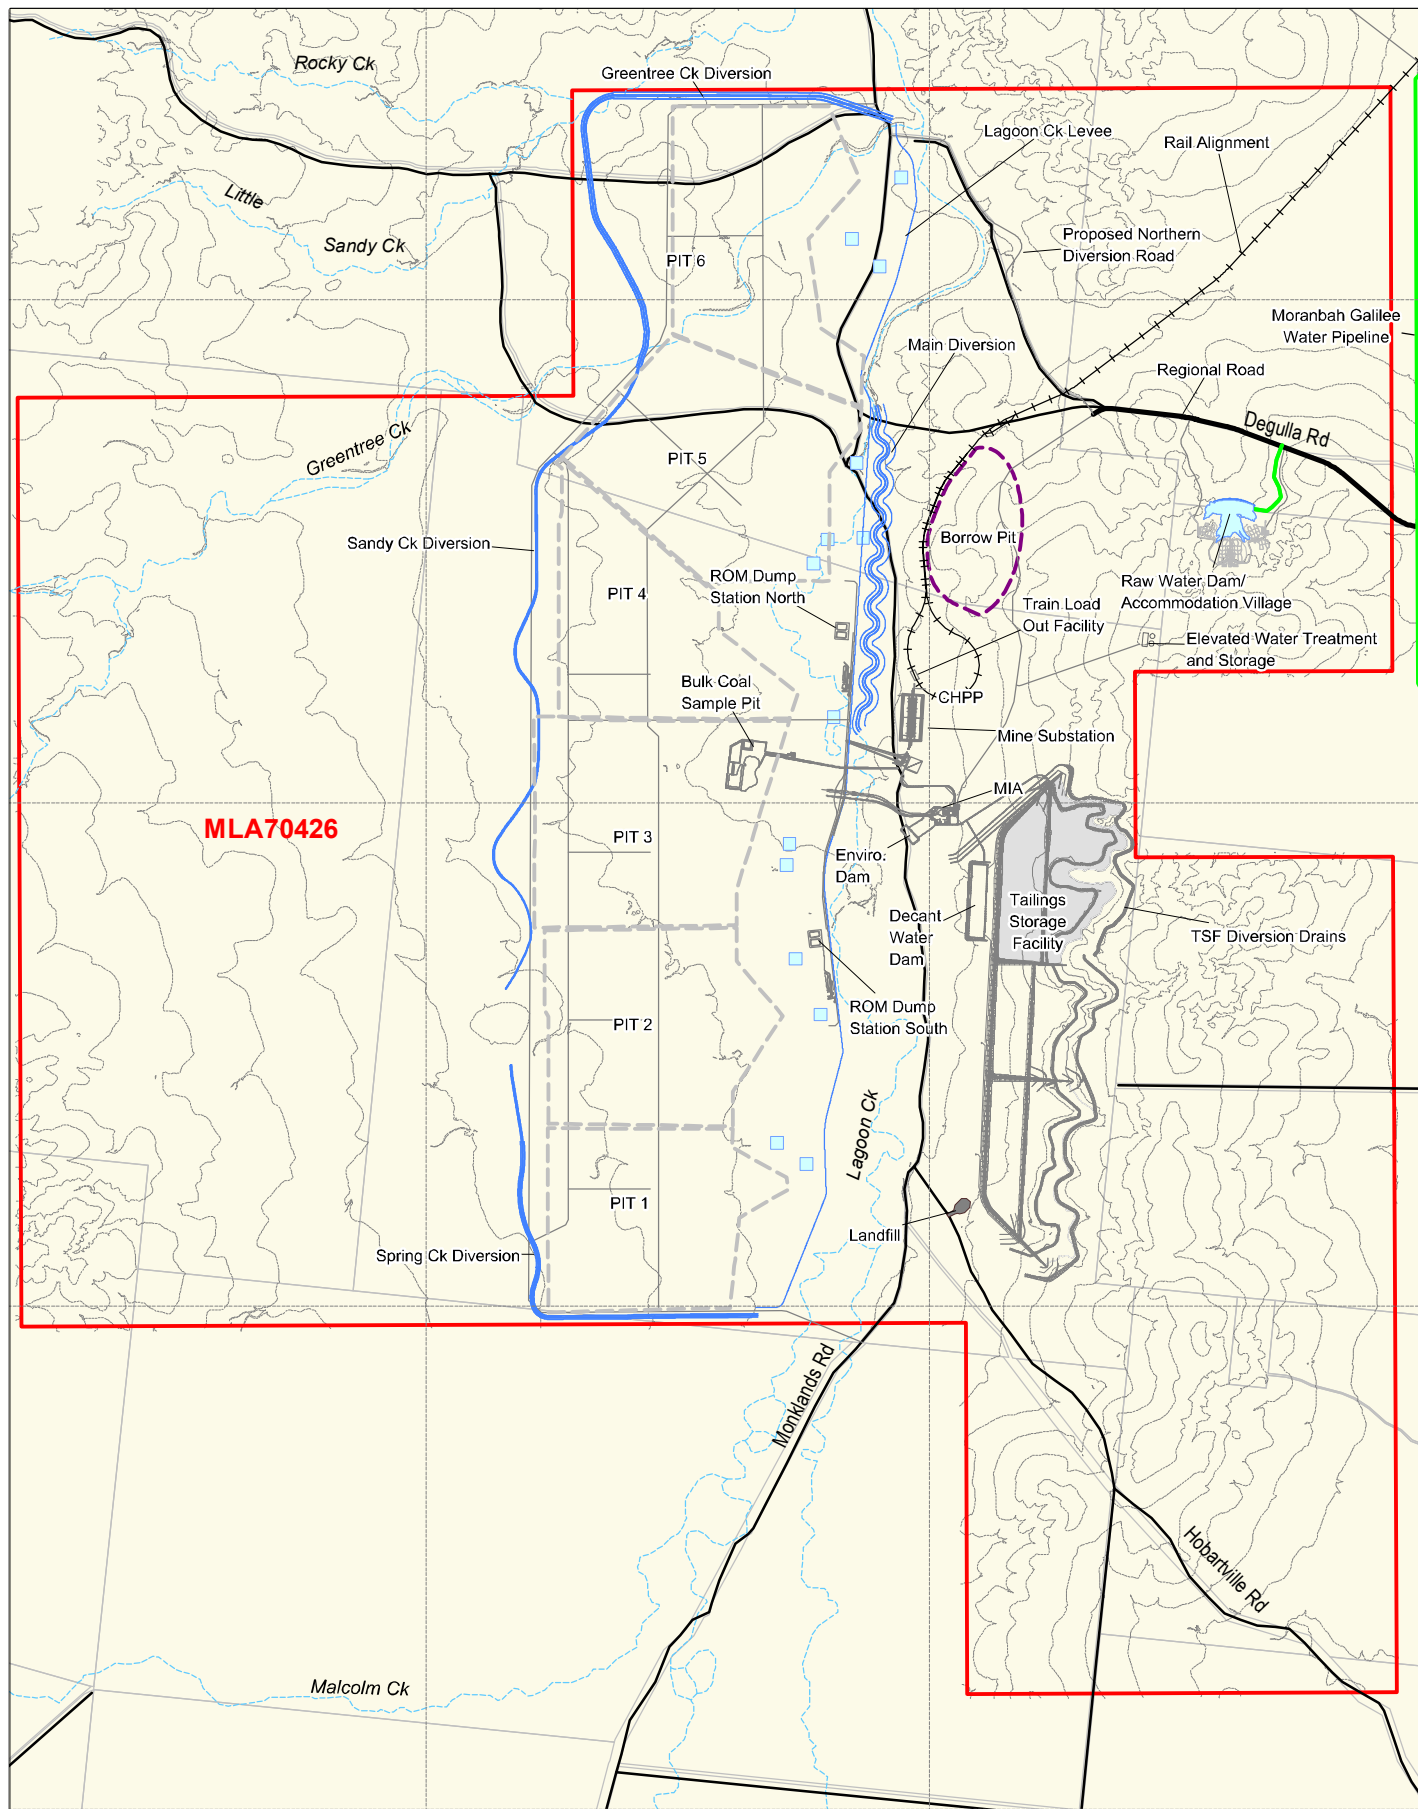 Rocky Ck
Greentree Ck Diversion
Lagoon Ck Levee
Rail Alignment
Little
Sandy Ck
Proposed Northern
Diversion Road
PIT 6
Moranbah Galilee
Water Pipeline
Main Diversion
Regional Road
Degulla Rd
Greentree Ck
PIT 5
Sandy Ck Diversion
Borrow Pit
ROM Dump
Station North
PIT 4
Raw Water Dam/
Accommodation Village
Train Load
Out Facility
Elevated Water Treatment
and Storage
Bulk Coal
Sample Pit
CHPP
Mine Substation
MIA
MLA70426
PIT 3
Enviro.
Dam
Decant
Water
Dam
Tailings
Storage
Facility
TSF Diversion Drains
ROM Dump
Station South
PIT 2
Lagoon Ck
PIT 1
Landfill
Spring Ck Diversion
Monklands Rd
Hobartville Rd
Malcolm Ck